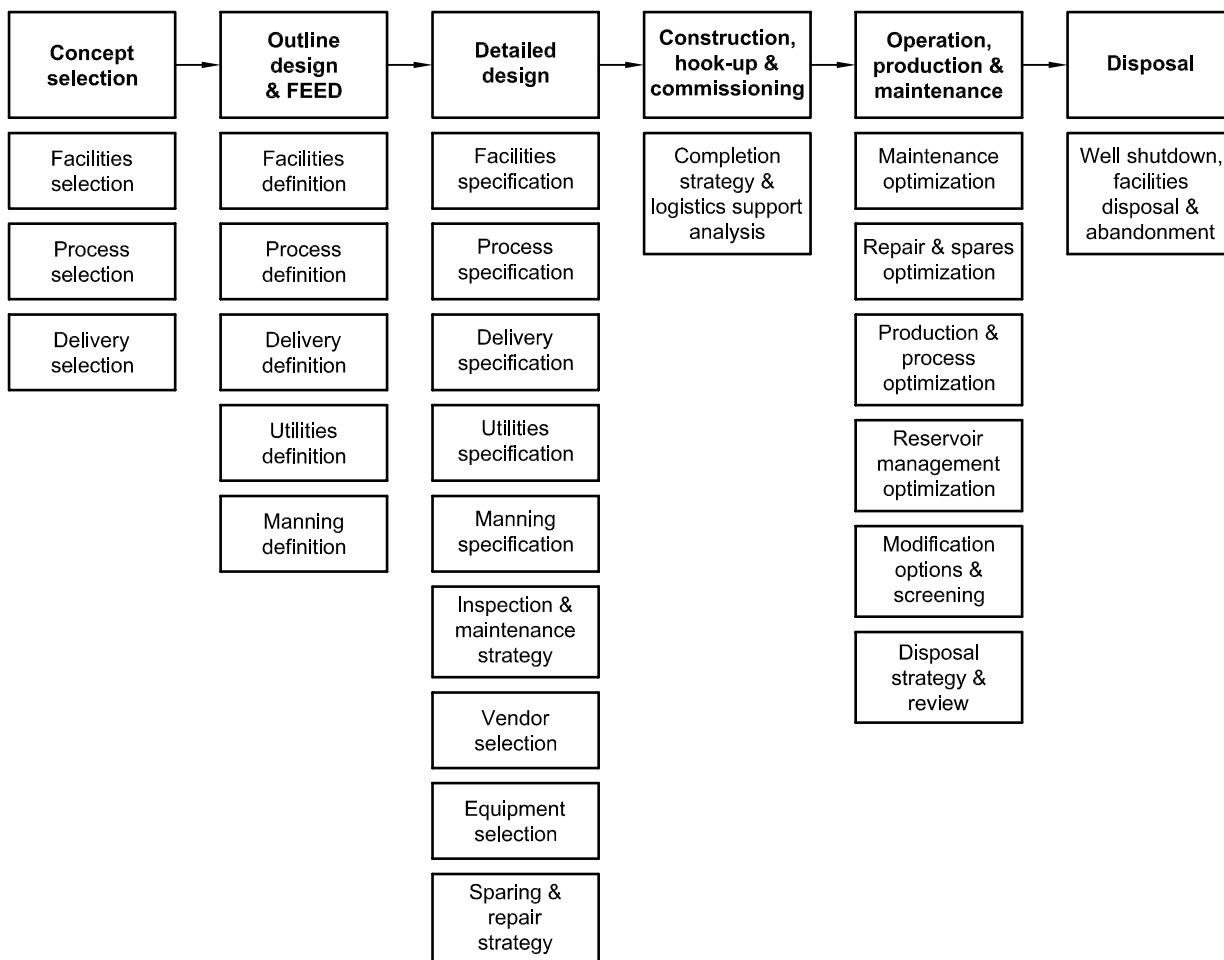 Concept
selection
Outline
design
& FEED
Detailed
design
Construction,
hook-up &
commissioning
Operation,
production &
maintenance
Disposal
Facilities
selection
Process
selection
Delivery
selection
Facilities
definition
Process
definition
Delivery
definition
Utilities
definition
Manning
definition
Facilities
specification
Process
specification
Delivery
specification
Utilities
specification
Manning
specification
Inspection &
maintenance
strategy
Vendor
selection
Equipment
selection
Sparing &
repair
strategy
Completion
strategy &
logistics support
analysis
Maintenance
optimization
Repair & spares
optimization
Production &
process
optimization
Reservoir
management
optimization
Modification
options &
screening
Disposal
strategy &
review
Well shutdown,
facilities
disposal &
abandonment